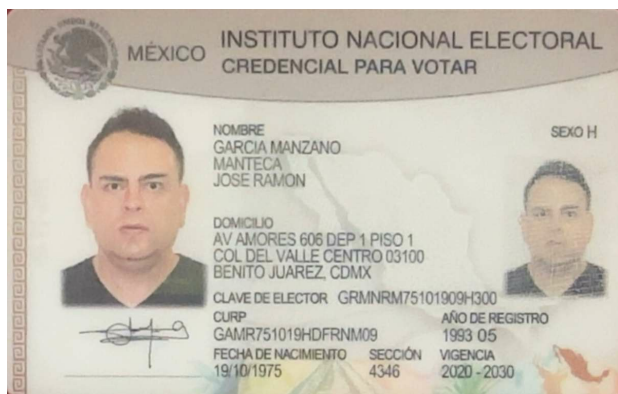 MÉXICO
INSTITUTO NACIONAL ELECTORAL
CREDENCIAL PARA VOTAR
NOMBRE
GARCIA MANZANO
MANTECA
JOSE RAMON
SEXO H
DOMICILIO
AV AMORES 606 DEP 1 PISO 1
COL DEL VALLE CENTRO 03100
BENITO JUAREZ, CDMX
CLAVE DE ELECTOR GRMNRM75101909H300
CURP
GAMR751019HDFRNM09
AÑO DE REGISTRO
1993 05
FECHA DE NACIMIENTO SECCIÓN VIGENCIA
19/10/1975 4346 2020 - 2030